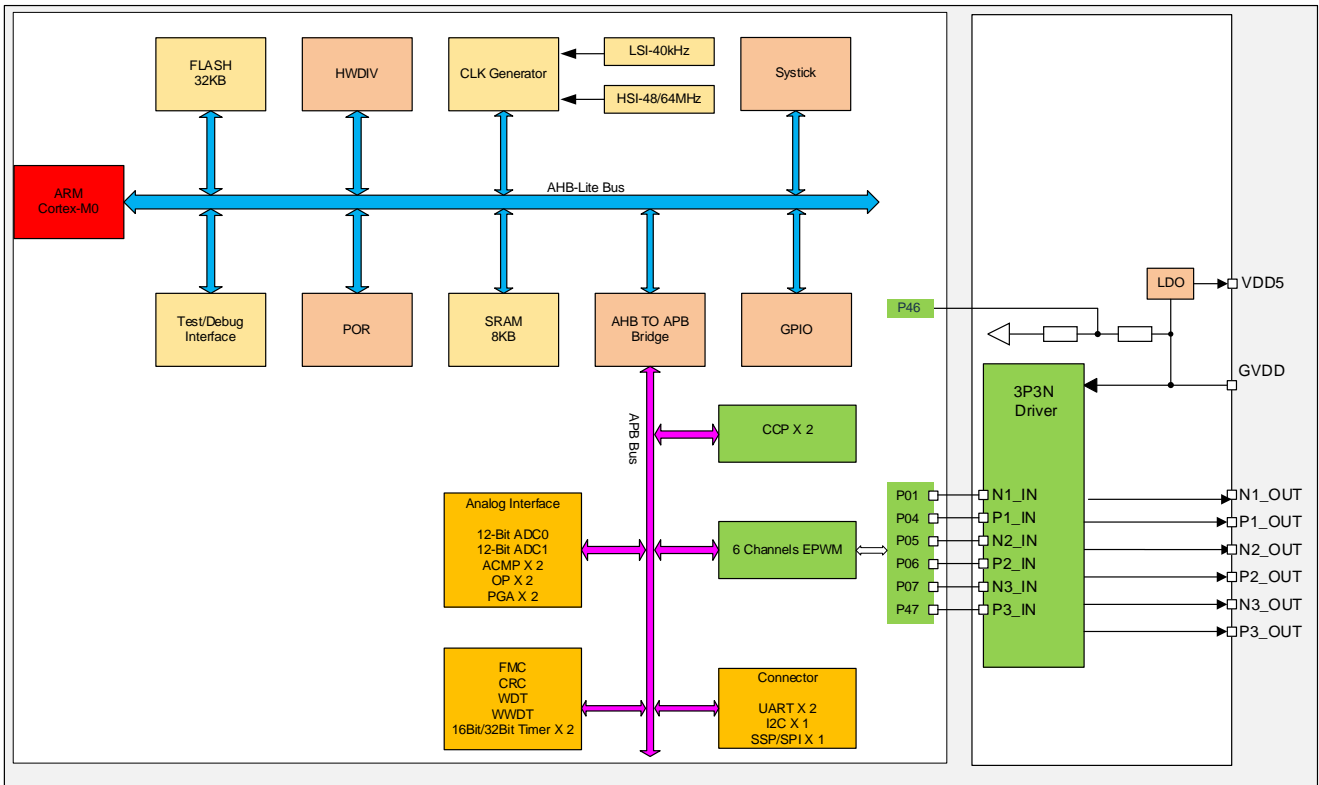 FLASH
32KB
HWDIV
CLK Generator
LSI-40kHz
HSI-48/64MHz
Systick
ARM
Cortex-M0
AHB-Lite Bus
Test/Debug
Interface
POR
SRAM
8KB
AHB TO APB
Bridge
GPIO
P46
LDO
VDD5
GVDD
3P3N
Driver
APB Bus
CCP X 2
Analog Interface
12-Bit ADC0
12-Bit ADC1
ACMP X 2
OP X 2
PGA X 2
6 Channels EPWM
P01
P04
P05
P06
P07
P47
N1_IN
P1_IN
N2_IN
P2_IN
N3_IN
P3_IN
N1_OUT
P1_OUT
N2_OUT
P2_OUT
N3_OUT
P3_OUT
FMC
CRC
WDT
WWDT
16Bit/32Bit Timer X 2
Connector
UART X 2
I2C X 1
SSP/SPI X 1